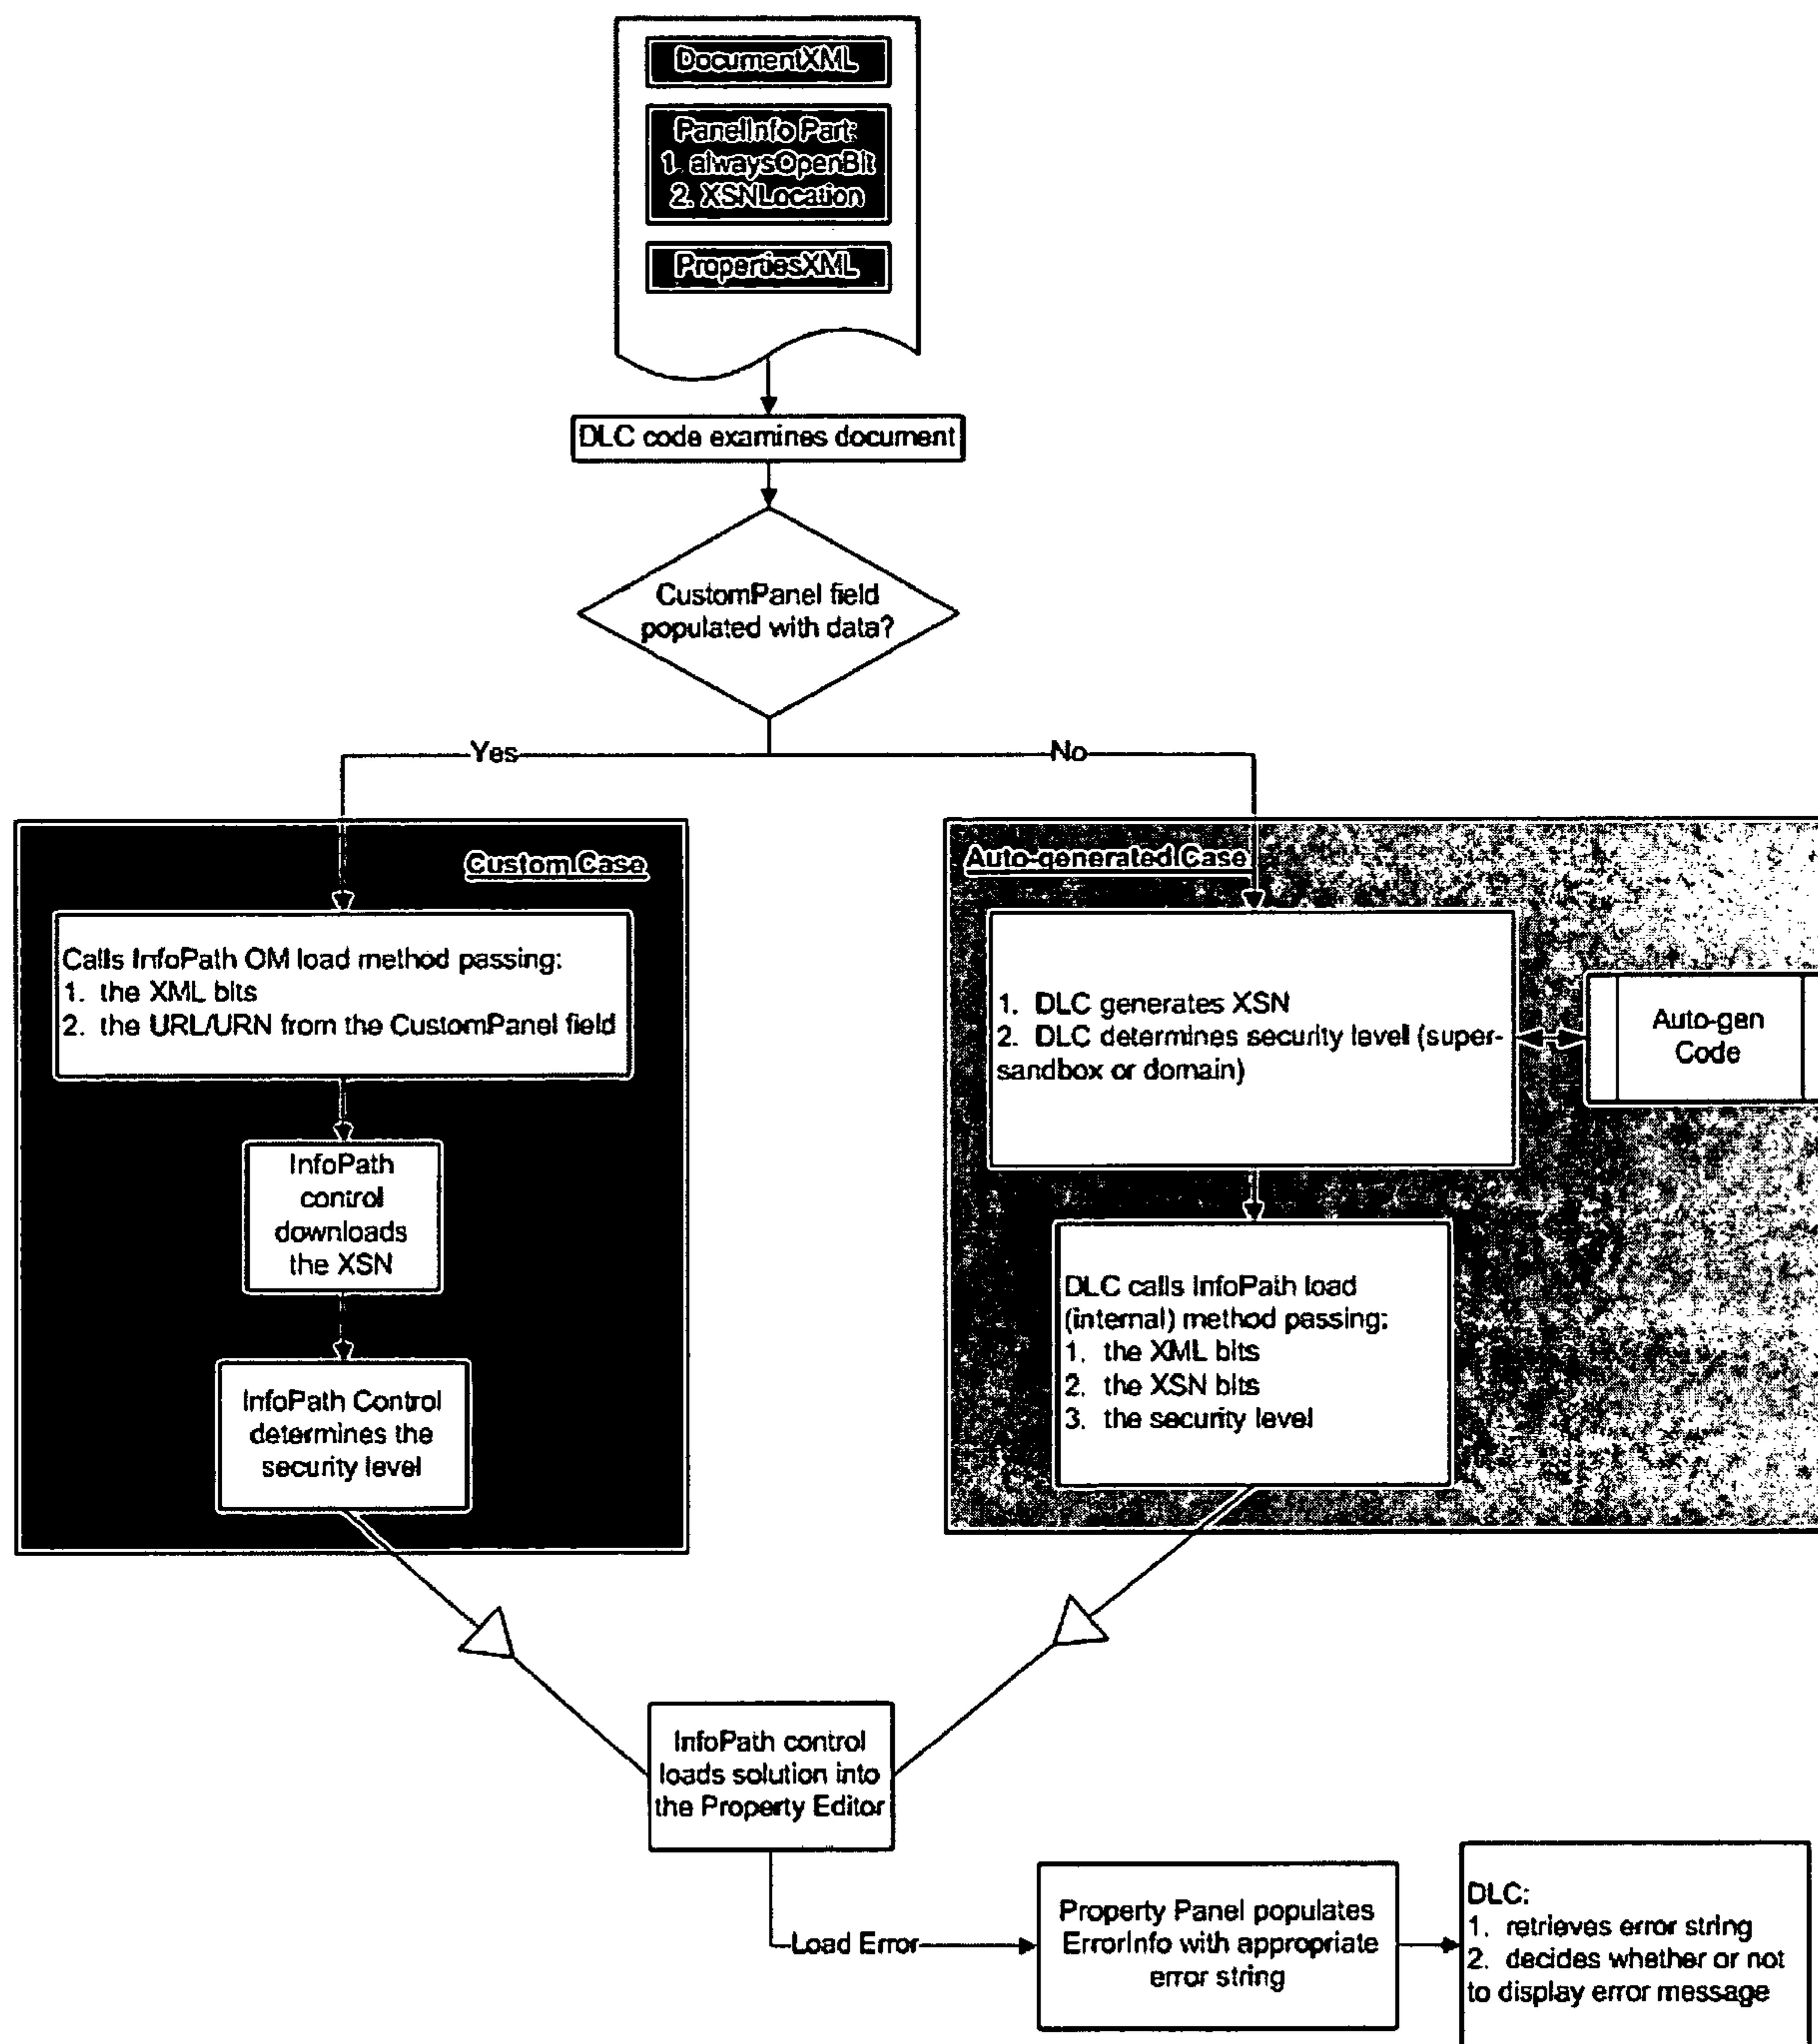 DocumentXML
PanelInfo Part:
1. alwaysOpenBit
2. XSNLocation
PropertiesXML
DLC code examines document
CustomPanel field
populated with data?
Yes
No
Custom Case
Calls InfoPath OM load method passing:
1. the XML bits
2. the URL/URN from the CustomPanel field
InfoPath
control
downloads
the XSN
InfoPath Control
determines the
security level
Auto-generated Case
1. DLC generates XSN
2. DLC determines security level (super-
sandbox or domain)
Auto-gen
Code
DLC calls InfoPath load
(internal) method passing:
1. the XML bits
2. the XSN bits
3. the security level
InfoPath control
loads solution into
the Property Editor
Load Error
Property Panel populates
ErrorInfo with appropriate
error string
DLC:
1. retrieves error string
2. decides whether or not
to display error message